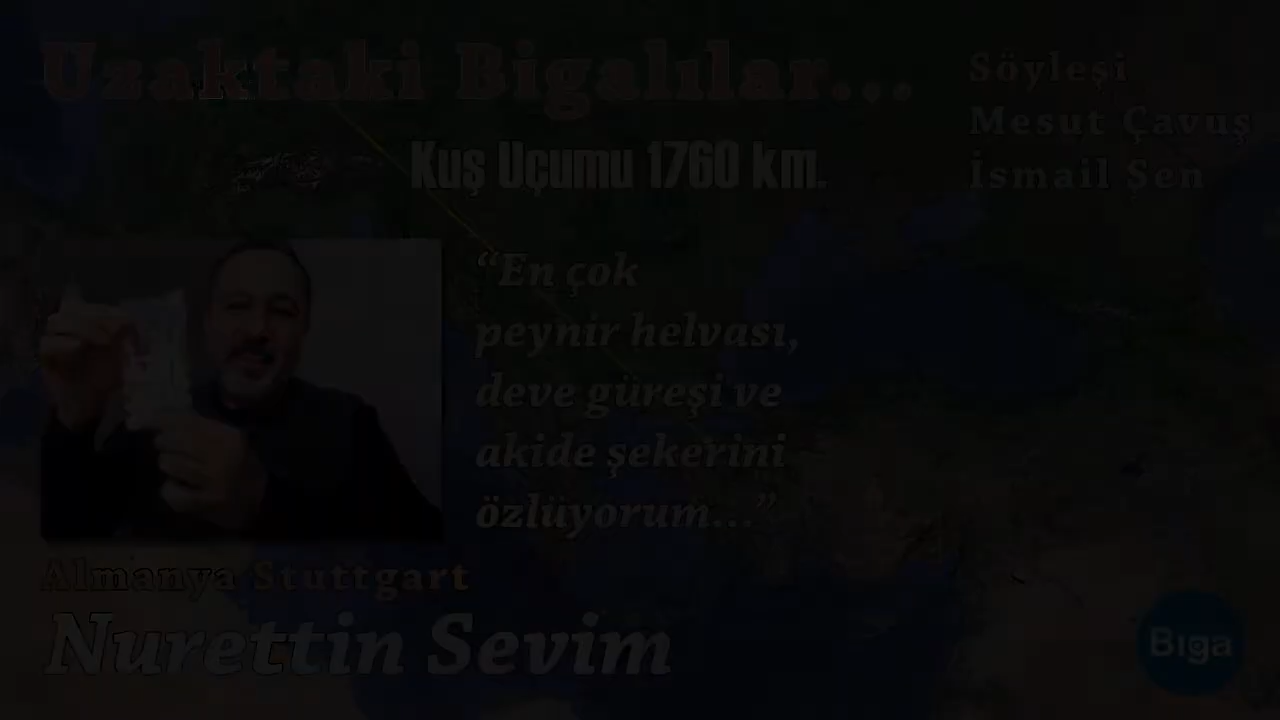 Uzaktaki Bigalılar...
Söyleşi
Mesut Çavuş
İsmail Şen
Kuş Uçumu 1760 km.
“En çok
peynir helvası,
deve güreşi ve
akide şekerini
özlüyorum...”
Almanya Stuttgart
Nurettin Sevim
Biga